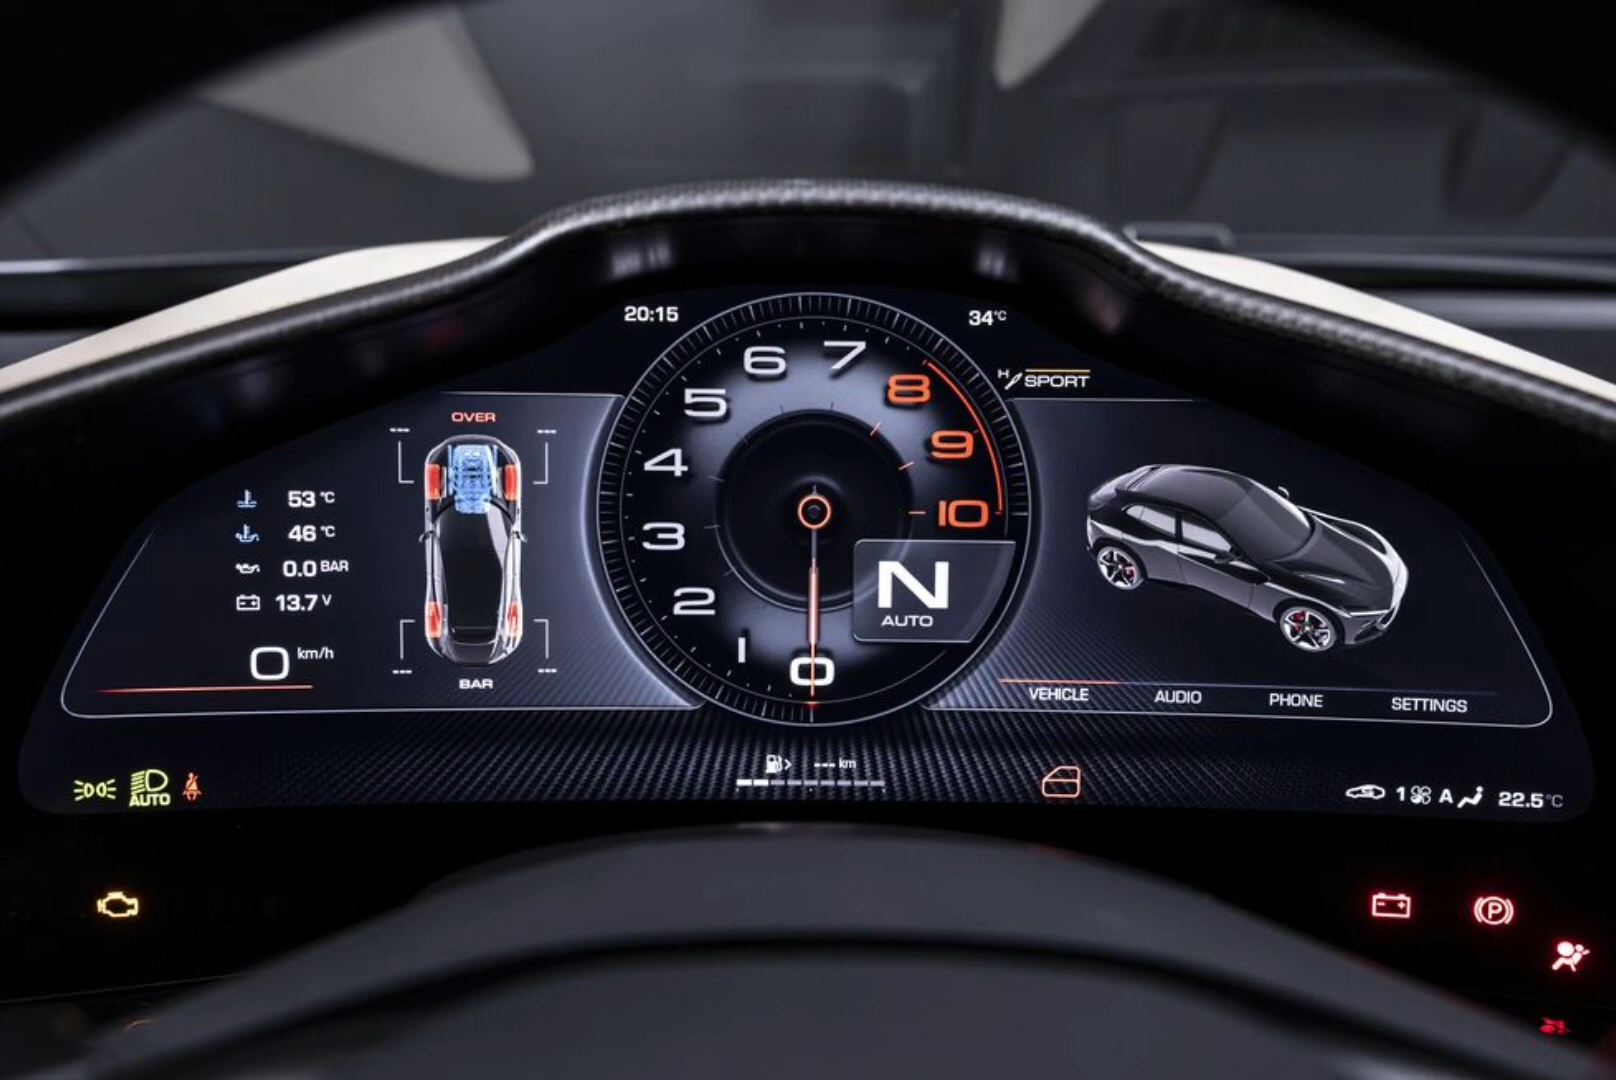 20:15
34°C
H SPORT
OVER
--- ---
53 °C
46 °C
0.0 BAR
13.7 V
0 km/h
--- ---
BAR
0
1
2
3
4
5
6
7
8
9
10
N
AUTO
VEHICLE AUDIO PHONE SETTINGS
AUTO
--- km
1 A 22.5°C
P